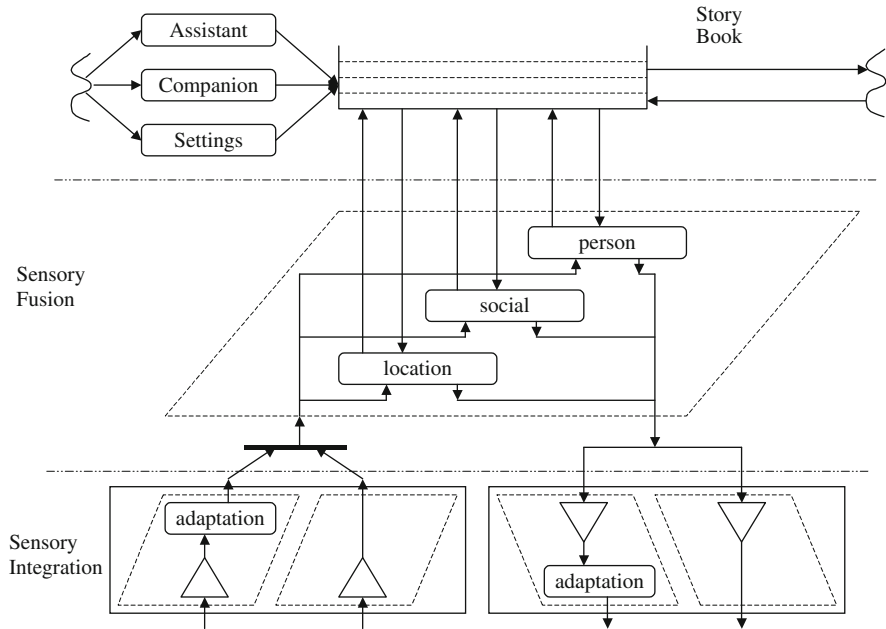 Assistant
Companion
Settings
Story
Book
Sensory
Fusion
person
social
location
Sensory
Integration
adaptation
adaptation